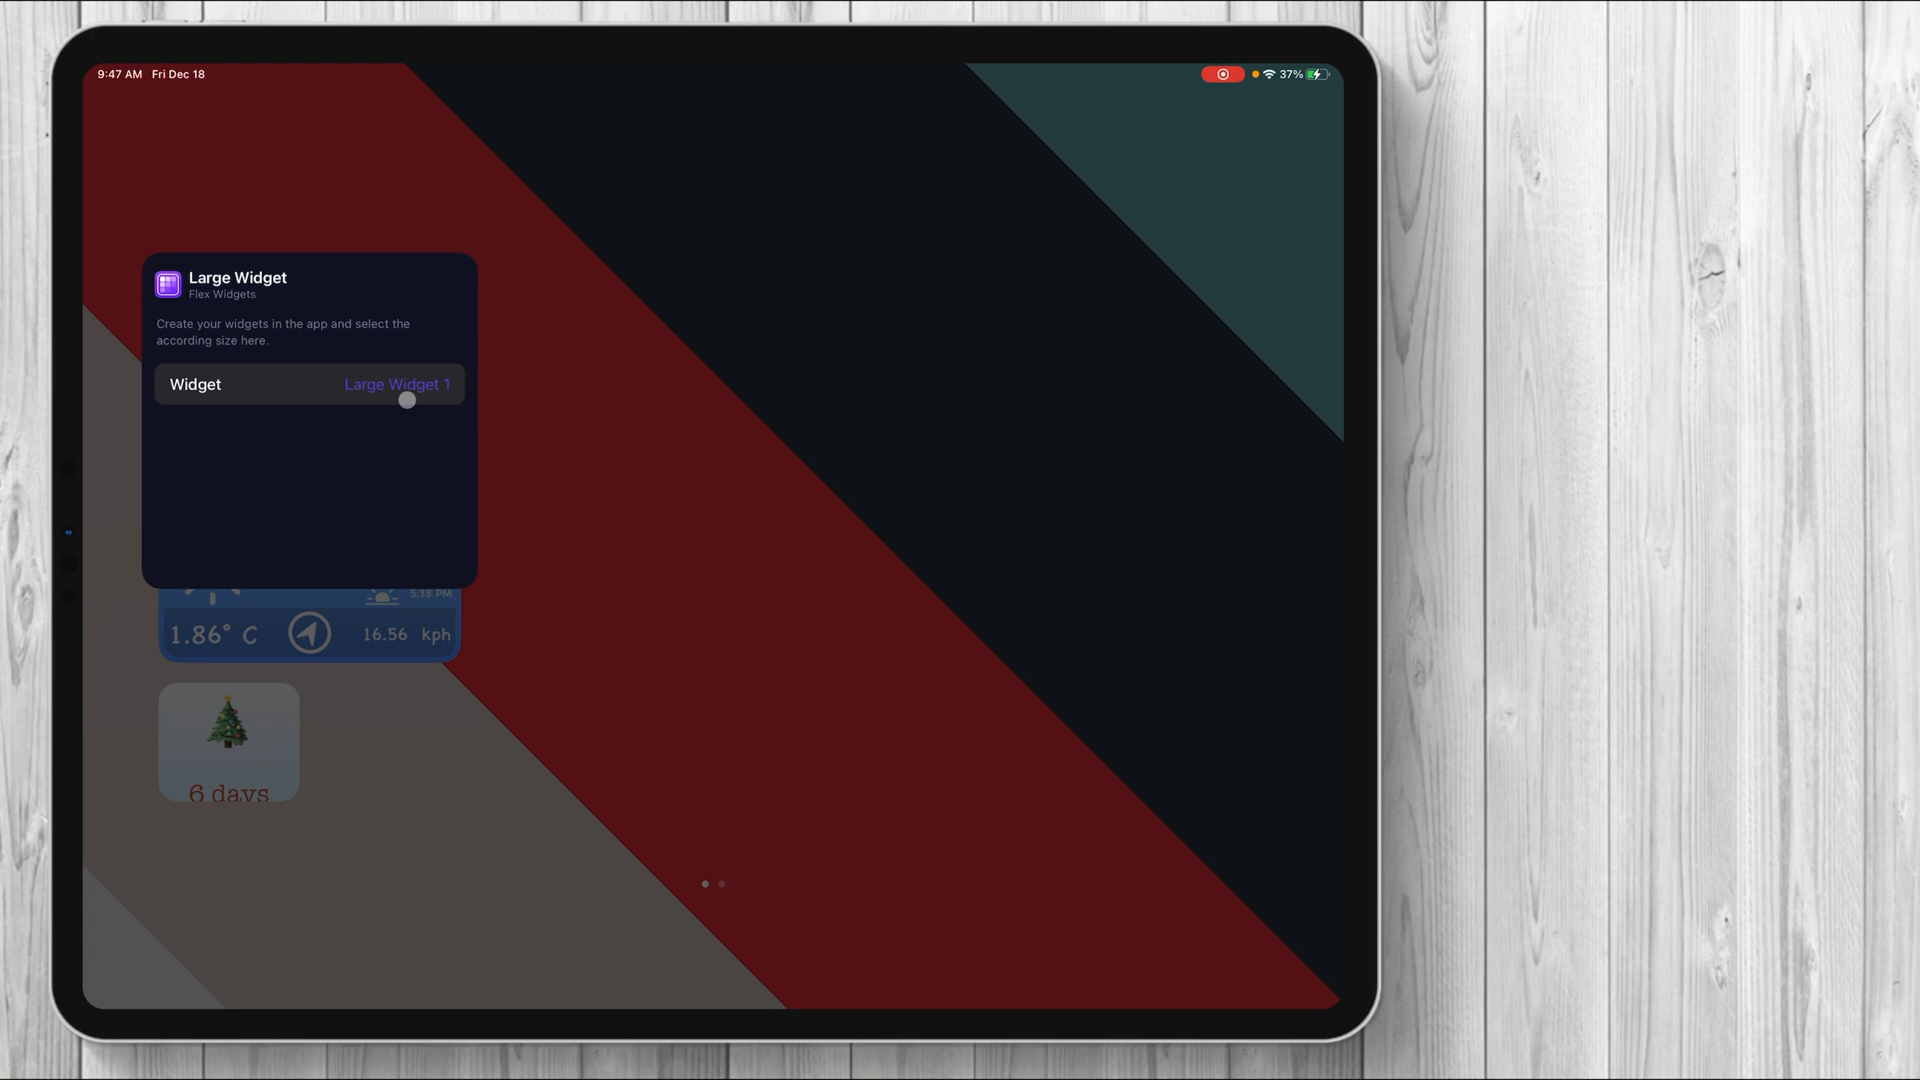 9:47 AM Fri Dec 18
37%
Large Widget
Flex Widgets
Create your widgets in the app and select the
according size here.
Widget Large Widget 1
5:38 PM
1.86° C 16.56 kph
6 days